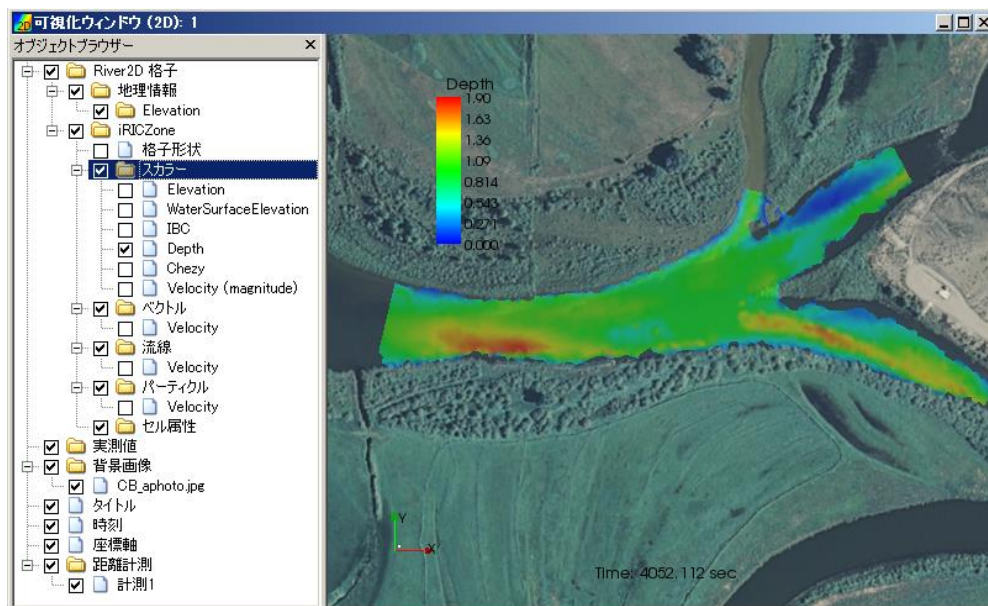 可視化ウィンドウ (2D): 1
オブジェクトブラウザー
River2D 格子
地理情報
Elevation
iRICZone
格子形状
スカラー
Elevation
WaterSurfaceElevation
IBC
Depth
Chezy
Velocity (magnitude)
ベクトル
Velocity
流線
Velocity
パーティクル
Velocity
セル属性
実測値
背景画像
CB_aphoto.jpg
タイトル
時刻
座標軸
距離計測
計測1
Depth
1.90
1.63
1.36
1.09
0.814
0.543
0.271
0.000
Y
X
Time: 4052.112 sec